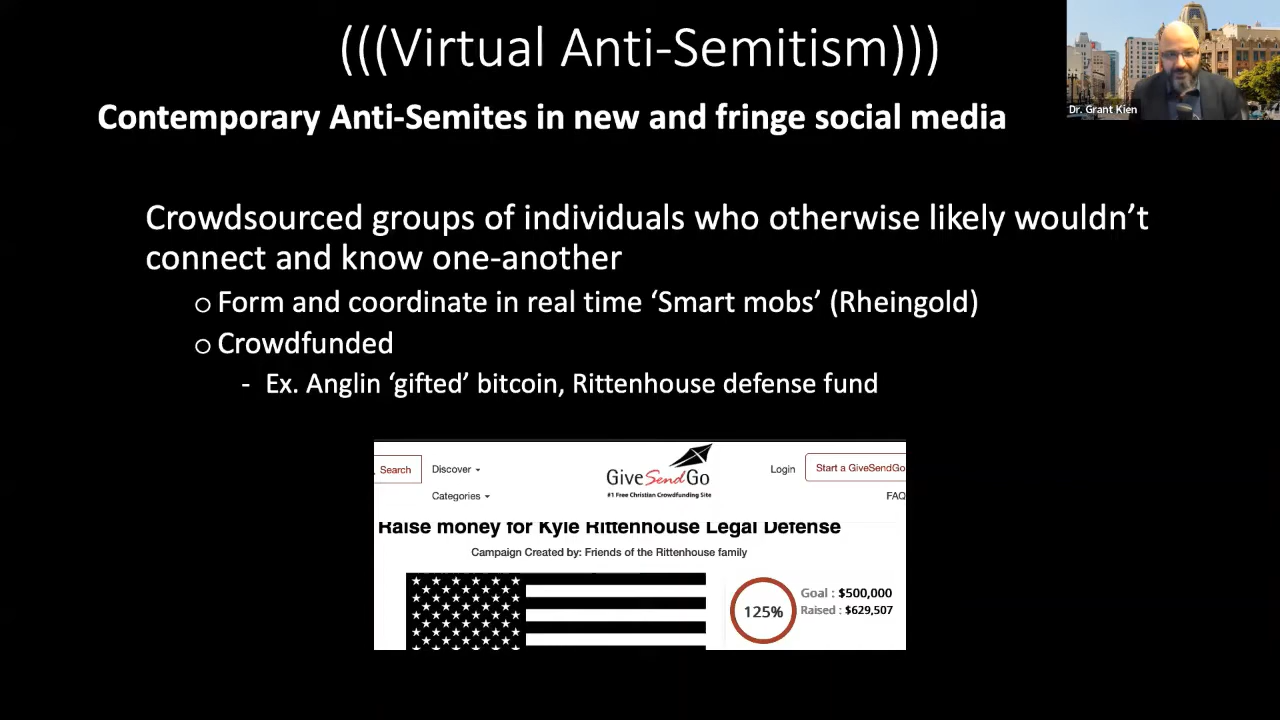 (((Virtual Anti-Semitism)))
Dr. Grant Kien
Contemporary Anti-Semites in new and fringe social media
Crowdsourced groups of individuals who otherwise likely wouldn’t
connect and know one-another
o Form and coordinate in real time ‘Smart mobs’ (Rheingold)
o Crowdfunded
- Ex. Anglin ‘gifted’ bitcoin, Rittenhouse defense fund
Search Discover GiveSendGo Login Start a GiveSendGo
#1 Free Christian Crowdfunding Site
Categories FAQ
Raise money for Kyle Rittenhouse Legal Defense
Campaign Created by: Friends of the Rittenhouse family
125%
Goal : $500,000
Raised : $629,507